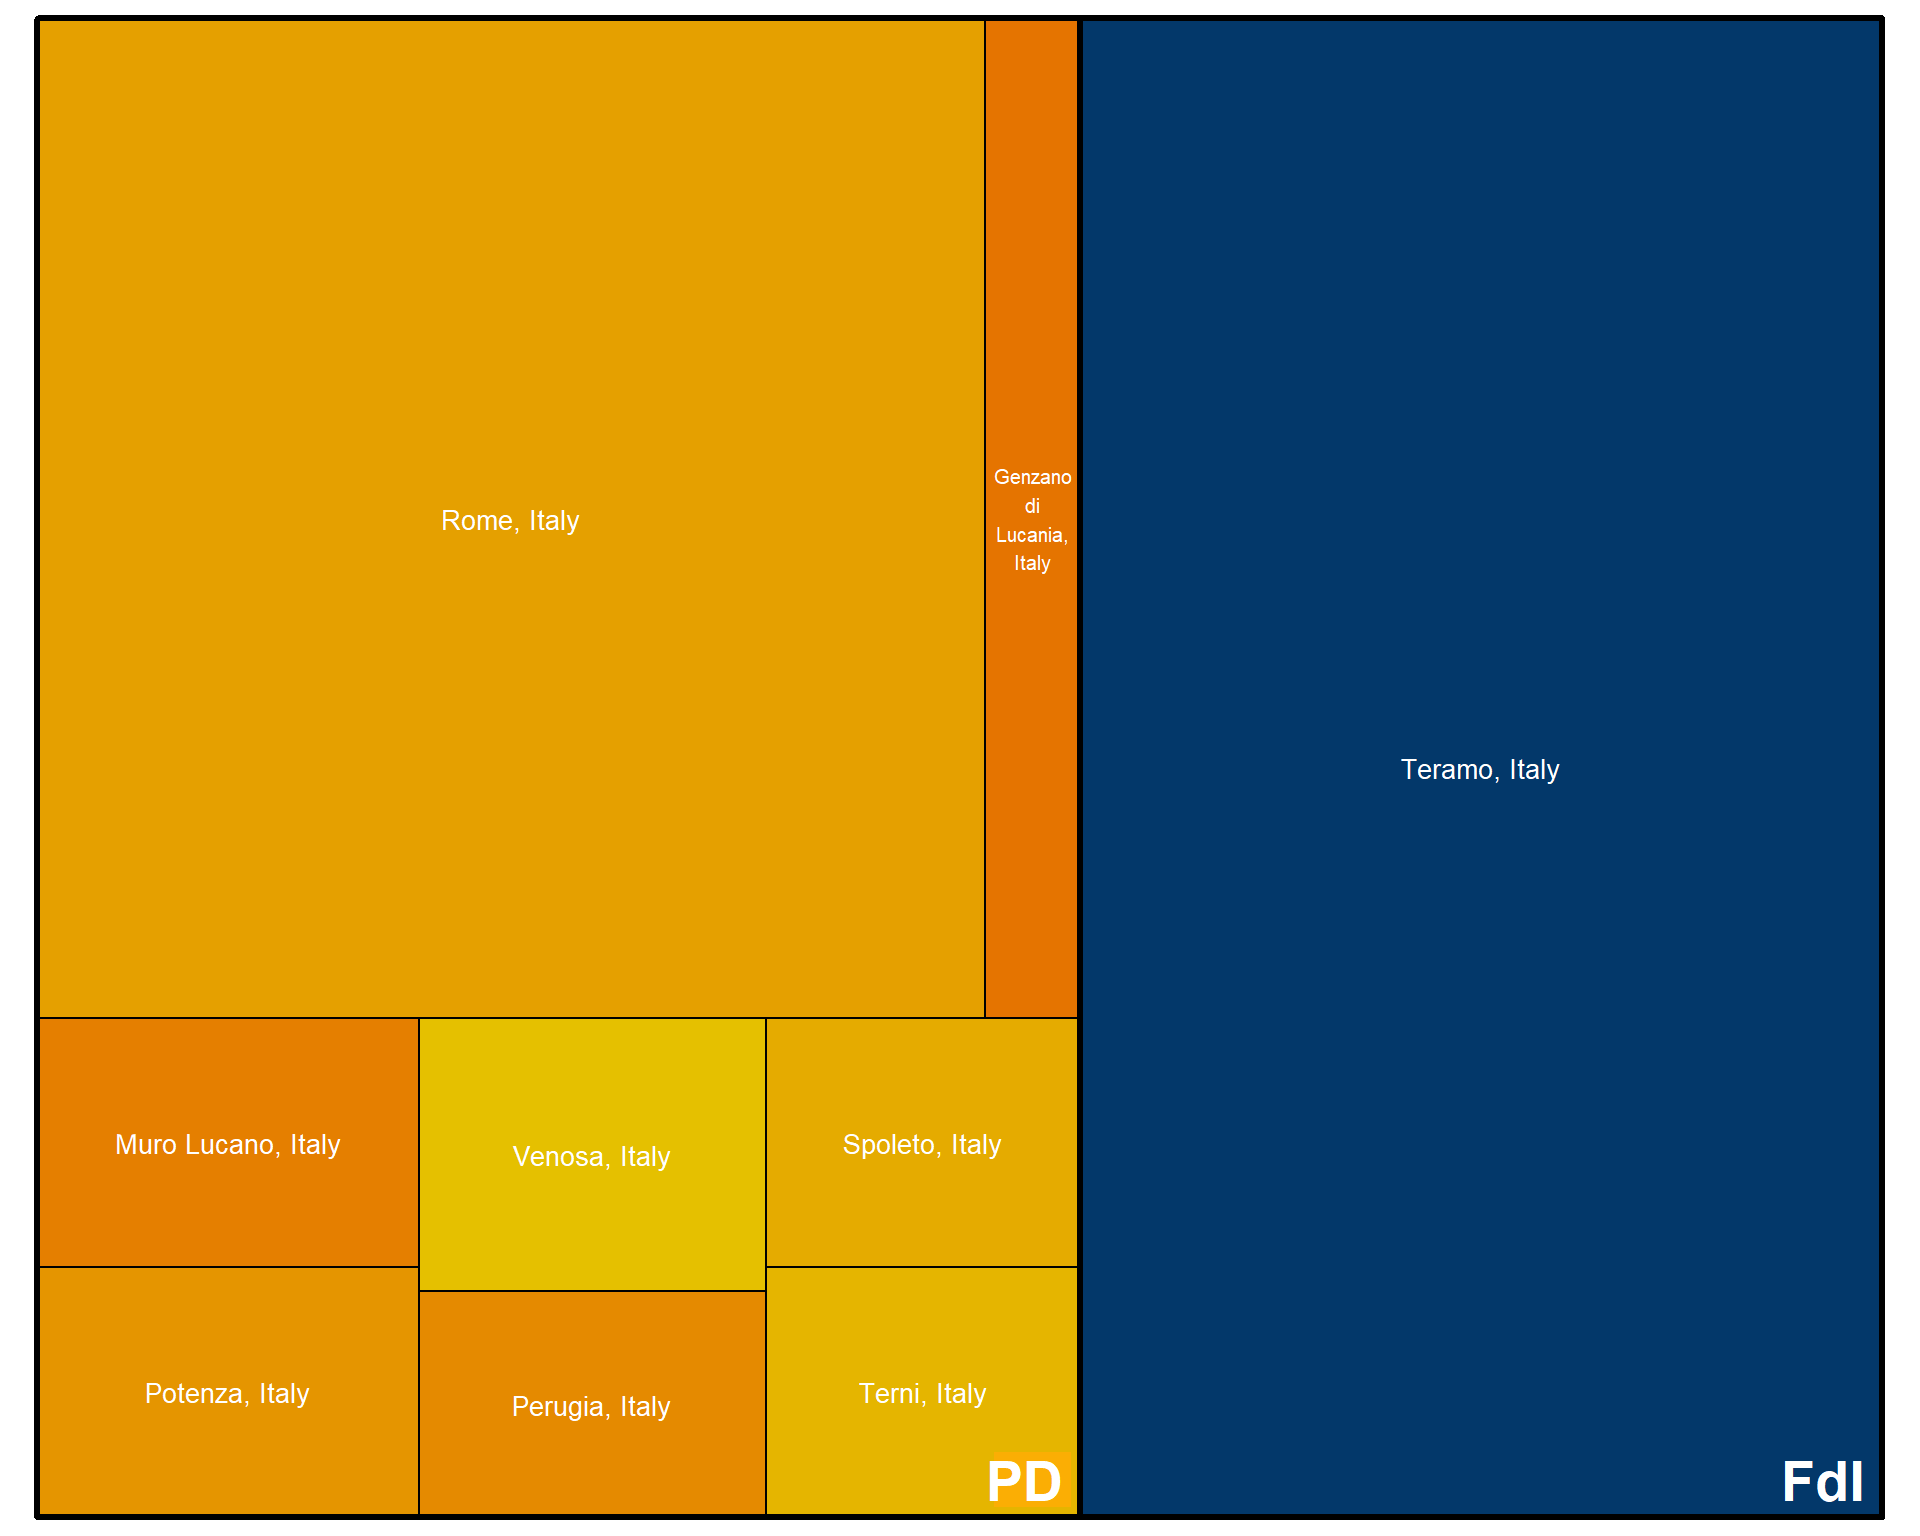 Rome, Italy
Genzano
di
Lucania,
Italy
Teramo, Italy
Muro Lucano, Italy
Venosa, Italy
Spoleto, Italy
Potenza, Italy
Perugia, Italy
Terni, Italy
PD
FdI